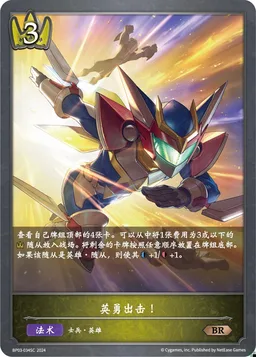 3
查看自己牌组顶部的4张卡。可以从中将1张费用为3或以下的
随从放入战场。将剩余的卡牌按照任意顺序放置在牌组底部。
如果该随从是英雄·随从，则使其 +1/ +1。
英勇出击！
法术 士兵·英雄 BR
BP03-034SC 2024 © Cygames, Inc. Published by NetEase Games